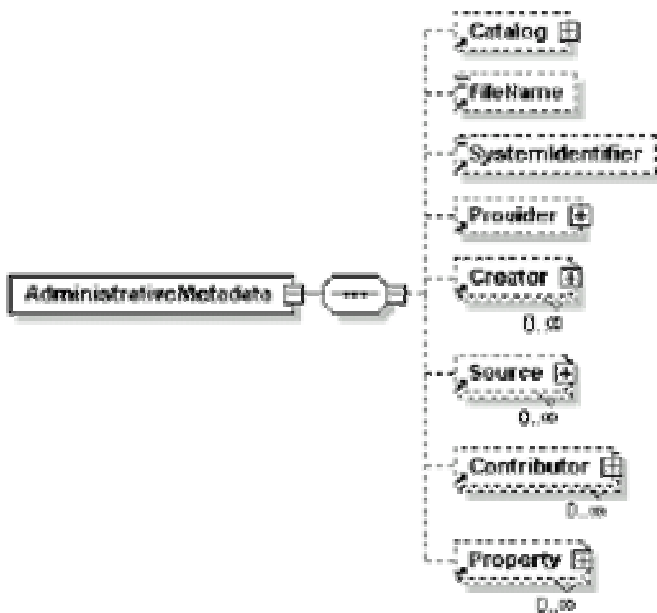 Catalog
FileName
SystemIdentifier
Provider
AdministrativeMetadata
Creator
0..∞
Source
0..∞
Contributor
0..∞
Property
0..∞